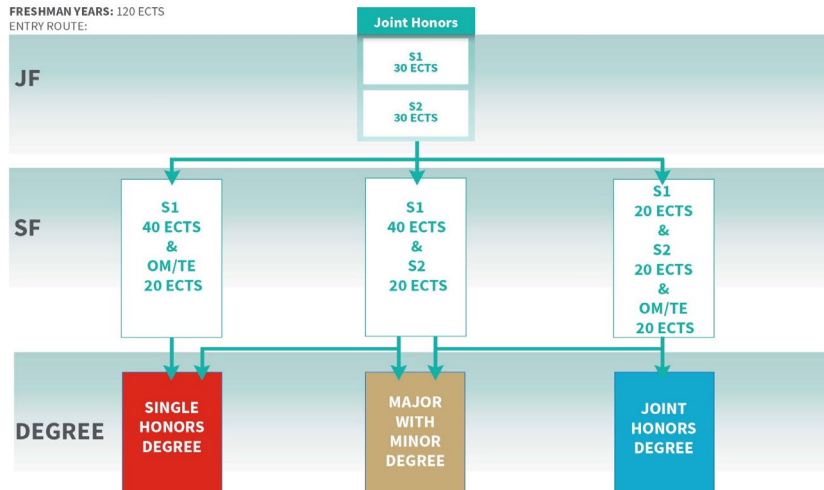 FRESHMAN YEARS: 120 ECTS
ENTRY ROUTE:
Joint Honors
JF
S1
30 ECTS
S2
30 ECTS
SF
S1
40 ECTS
&
OM/TE
20 ECTS
S1
40 ECTS
&
S2
20 ECTS
S1
20 ECTS
&
S2
20 ECTS
&
OM/TE
20 ECTS
DEGREE
SINGLE
HONORS
DEGREE
MAJOR
WITH
MINOR
DEGREE
JOINT
HONORS
DEGREE